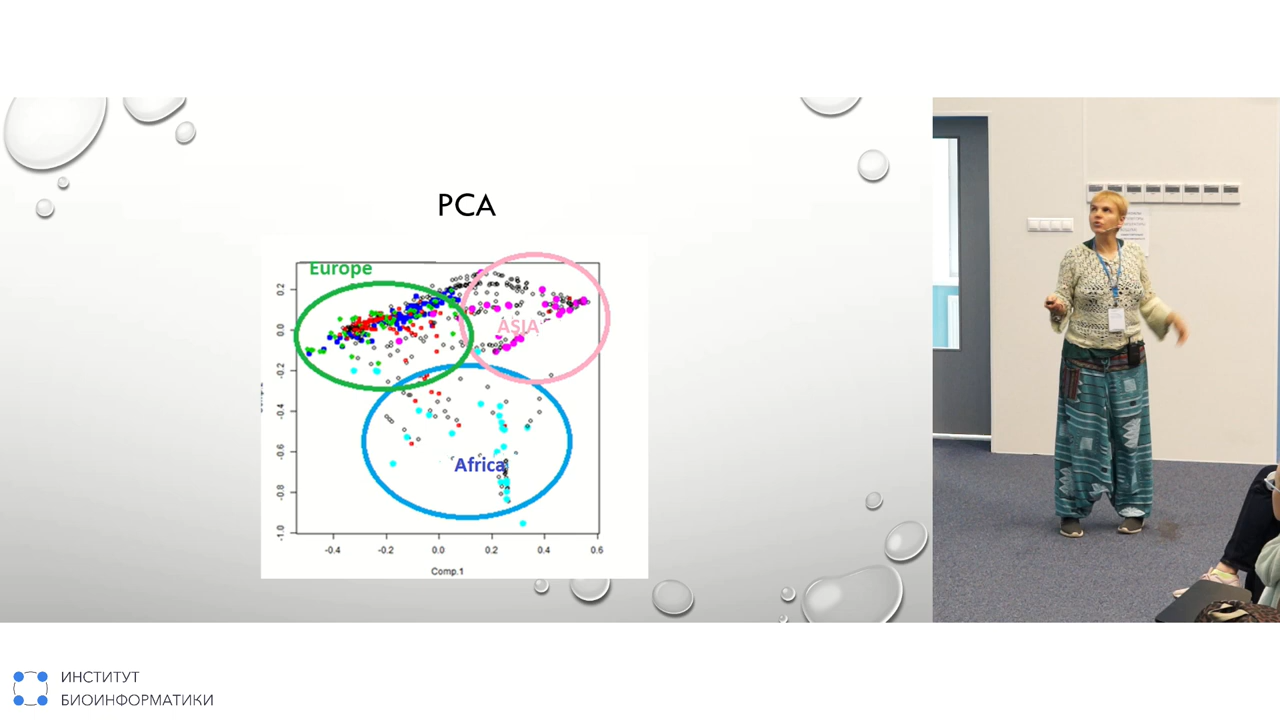 PCA
Europe
ASIA
Africa
0.2
0.0
-0.2
-0.4
-0.6
-0.8
-1.0
-0.4 -0.2 0.0 0.2 0.4 0.6
Comp.1
ИНСТИТУТ
БИОИНФОРМАТИКИ